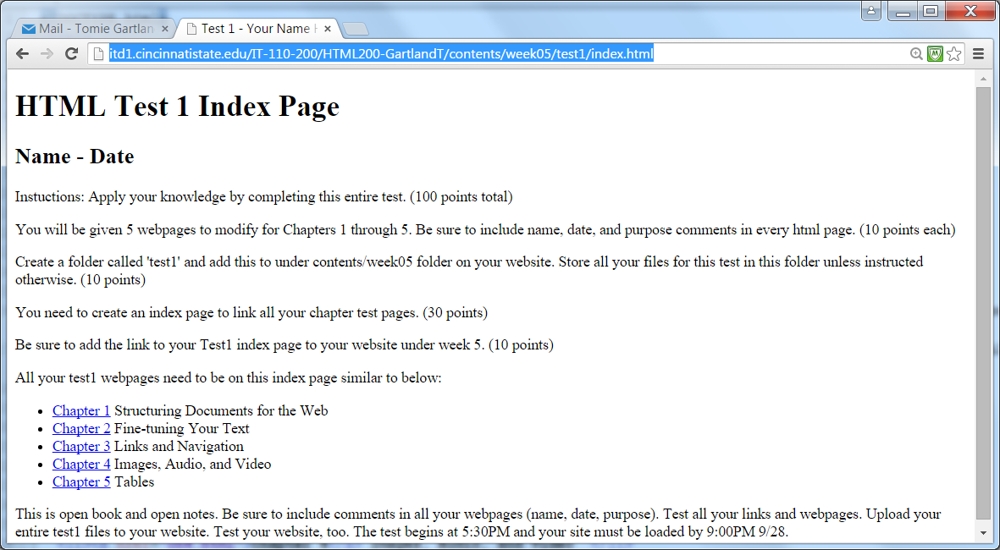 Mail - Tomie Gartlan
Test 1 - Your Name
itd1.cincinnatistate.edu/IT-110-200/HTML200-GartlandT/contents/week05/test1/index.html
HTML Test 1 Index Page
Name - Date
Instuctions: Apply your knowledge by completing this entire test. (100 points total)
You will be given 5 webpages to modify for Chapters 1 through 5. Be sure to include name, date, and purpose comments in every html page. (10 points each)
Create a folder called 'test1' and add this to under contents/week05 folder on your website. Store all your files for this test in this folder unless instructed
otherwise. (10 points)
You need to create an index page to link all your chapter test pages. (30 points)
Be sure to add the link to your Test1 index page to your website under week 5. (10 points)
All your test1 webpages need to be on this index page similar to below:
Chapter 1 Structuring Documents for the Web
Chapter 2 Fine-tuning Your Text
Chapter 3 Links and Navigation
Chapter 4 Images, Audio, and Video
Chapter 5 Tables
This is open book and open notes. Be sure to include comments in all your webpages (name, date, purpose). Test all your links and webpages. Upload your
entire test1 files to your website. Test your website, too. The test begins at 5:30PM and your site must be loaded by 9:00PM 9/28.